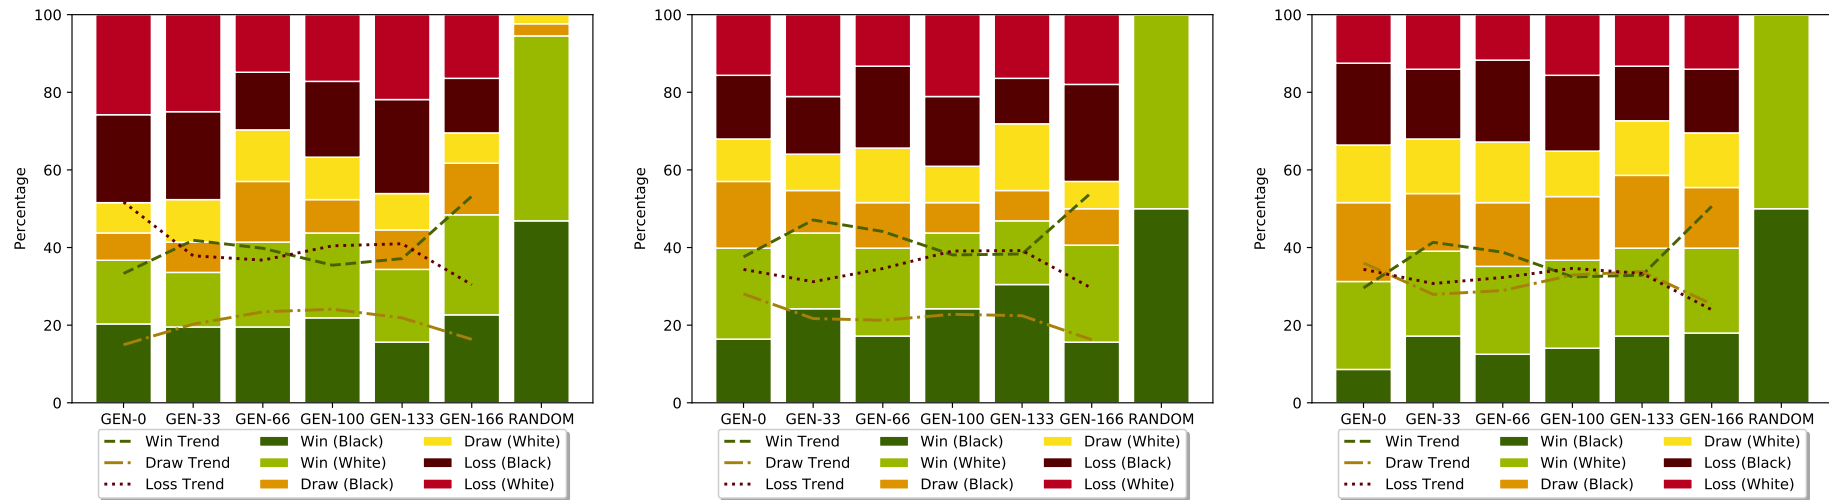 100
80
60
40
20
0
Percentage
GEN-0 GEN-33 GEN-66 GEN-100 GEN-133 GEN-166 RANDOM
Win Trend Win (Black) Draw (White)
Draw Trend Win (White) Loss (Black)
Loss Trend Draw (Black) Loss (White)
100
80
60
40
20
0
Percentage
GEN-0 GEN-33 GEN-66 GEN-100 GEN-133 GEN-166 RANDOM
Win Trend Win (Black) Draw (White)
Draw Trend Win (White) Loss (Black)
Loss Trend Draw (Black) Loss (White)
100
80
60
40
20
0
Percentage
GEN-0 GEN-33 GEN-66 GEN-100 GEN-133 GEN-166 RANDOM
Win Trend Win (Black) Draw (White)
Draw Trend Win (White) Loss (Black)
Loss Trend Draw (Black) Loss (White)